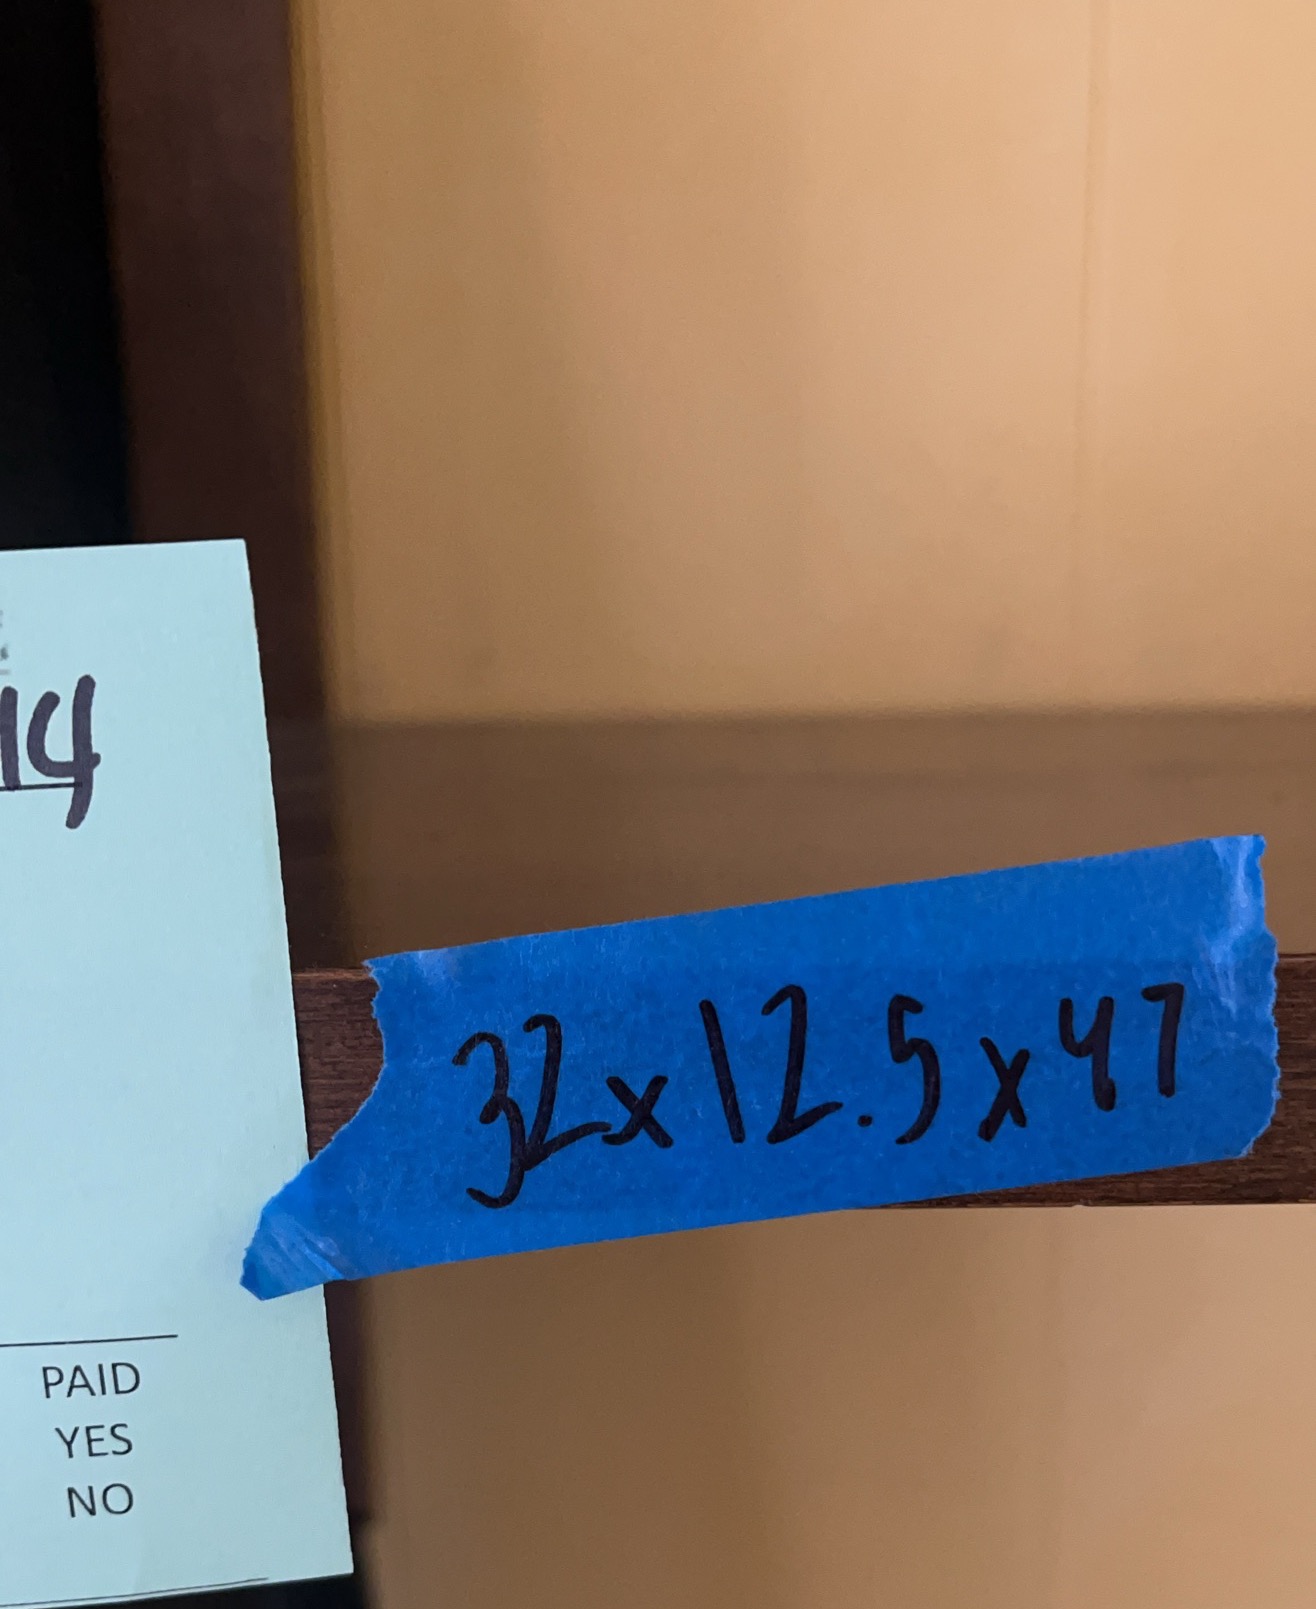 14
32x12.5x47
PAID
YES
NO